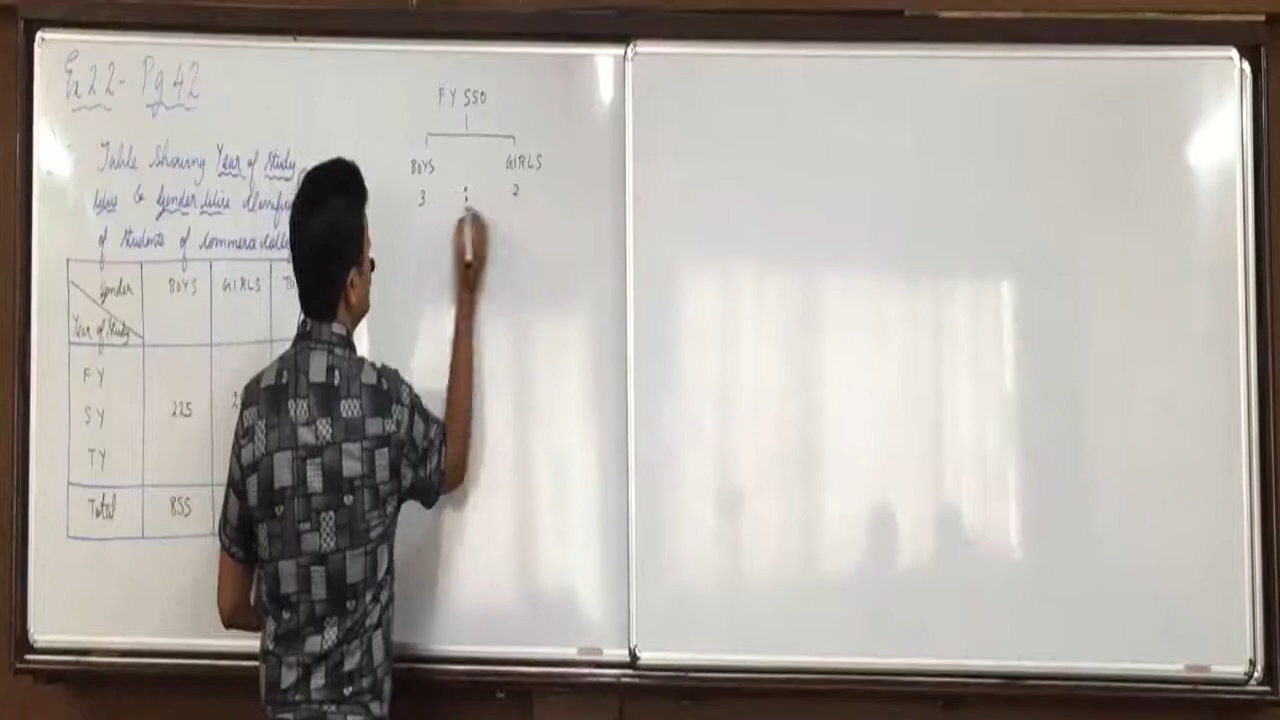 Ex 22- Pg 42
Table Showing Year of Study
Wise & Gender Wise
of Students of Commerce
Gender BOYS GIRLS
Year of Study
FY
SY 225 2
TY
Total 855
FY 550
BOYS GIRLS
3 : 2